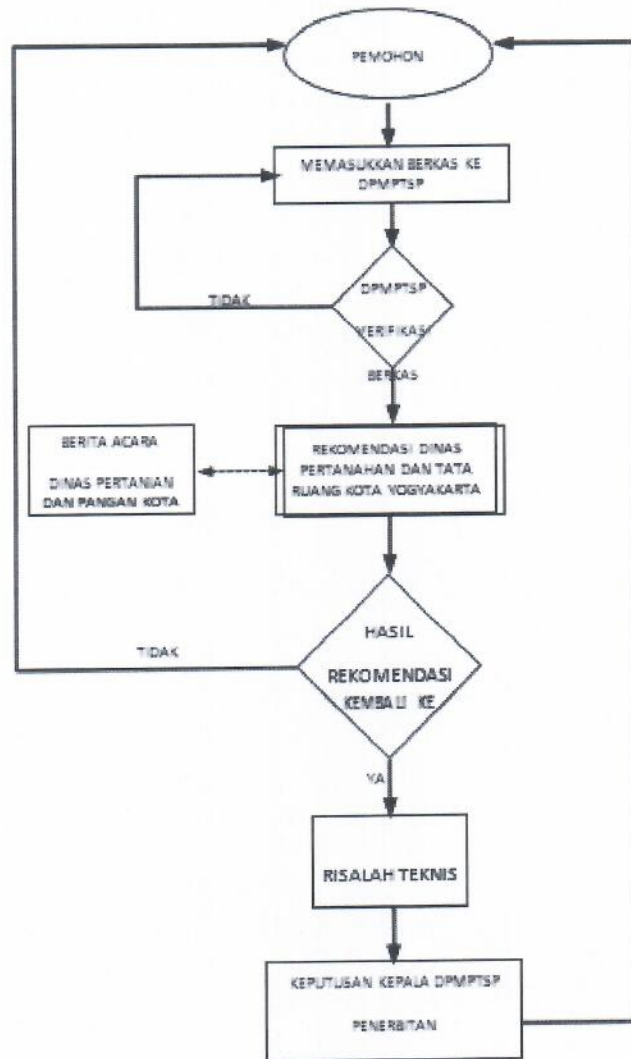 PEMOHON
MEMASUKKAN BERKAS KE
DPMPTSP
DPMPTSP
VERIFIKASI
BERKAS
TIDAK
BERITA ACARA
DINAS PERTANIAN
DAN PANGAN KOTA
REKOMENDASI DINAS
PERTANAHAN DAN TATA
RUANG KOTA YOGYAKARTA
HASIL
REKOMENDASI
KEMBALI KE
TIDAK
YA
RISALAH TEKNIS
KEPUTUSAN KEPALA DPMPTSP
PENERBITAN